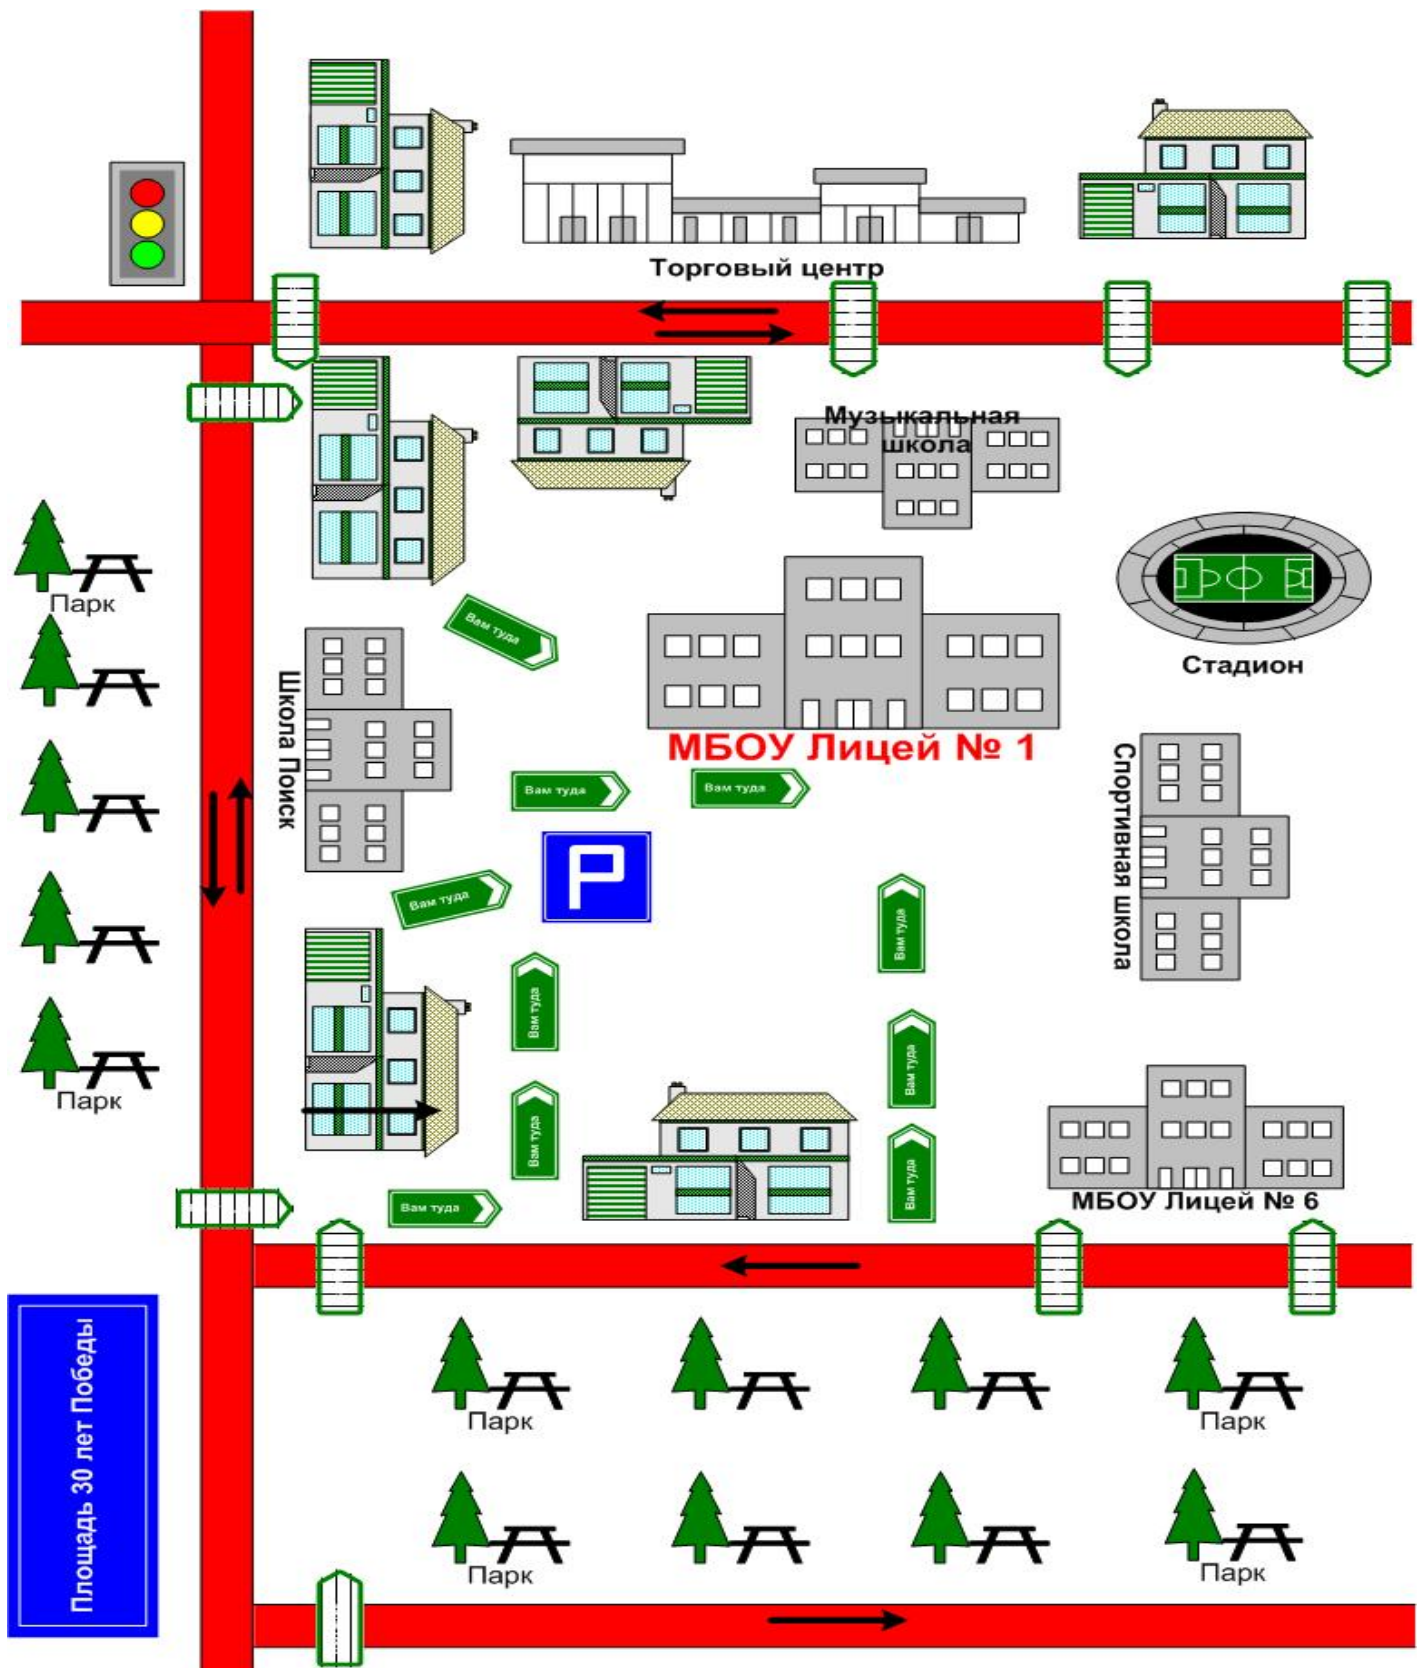 Торговый центр
Музыкальная
школа
Парк
Вам туда
Стадион
Школа Поиск
МБОУ Лицей № 1
Вам туда
Вам туда
P
Спортивная школа
Вам туда
Вам туда
Вам туда
Вам туда
Вам туда
Парк
Вам туда
Вам туда
Вам туда
МБОУ Лицей № 6
Площадь 30 лет Победы
Парк
Парк
Парк
Парк